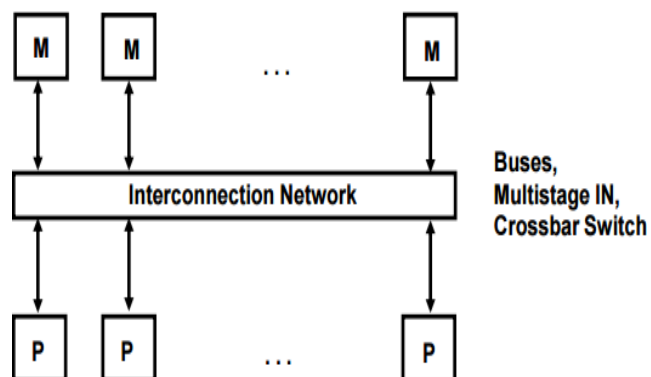 M M . . . M
Interconnection Network
Buses,
Multistage IN,
Crossbar Switch
P P . . . P